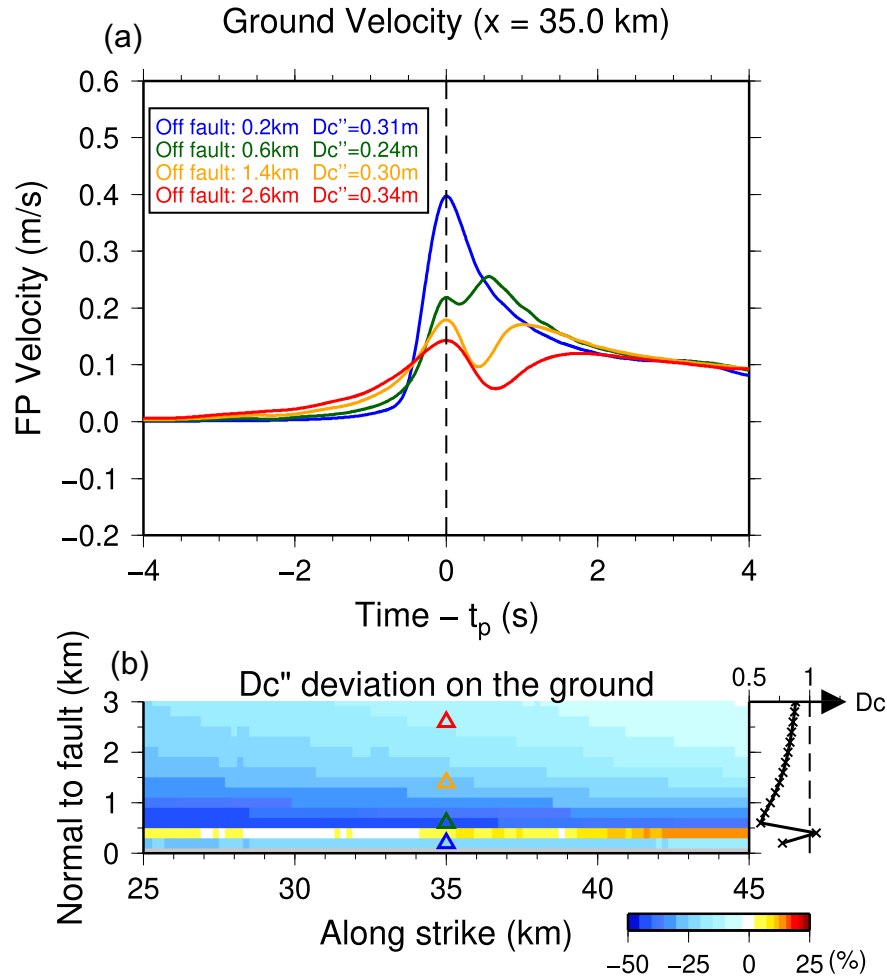 Ground Velocity (x = 35.0 km)
(a)
0.6
0.5
0.4
0.3
0.2
0.1
0.0
−0.1
−0.2
FP Velocity (m/s)
Off fault: 0.2km Dc''=0.31m
Off fault: 0.6km Dc''=0.24m
Off fault: 1.4km Dc''=0.30m
Off fault: 2.6km Dc''=0.34m
−4 −2 0 2 4
Time − tp (s)
(b)
Dc" deviation on the ground
0.5 1
Dc
3
2
1
0
Normal to fault (km)
25 30 35 40 45
Along strike (km)
−50 −25 0 25 (%)